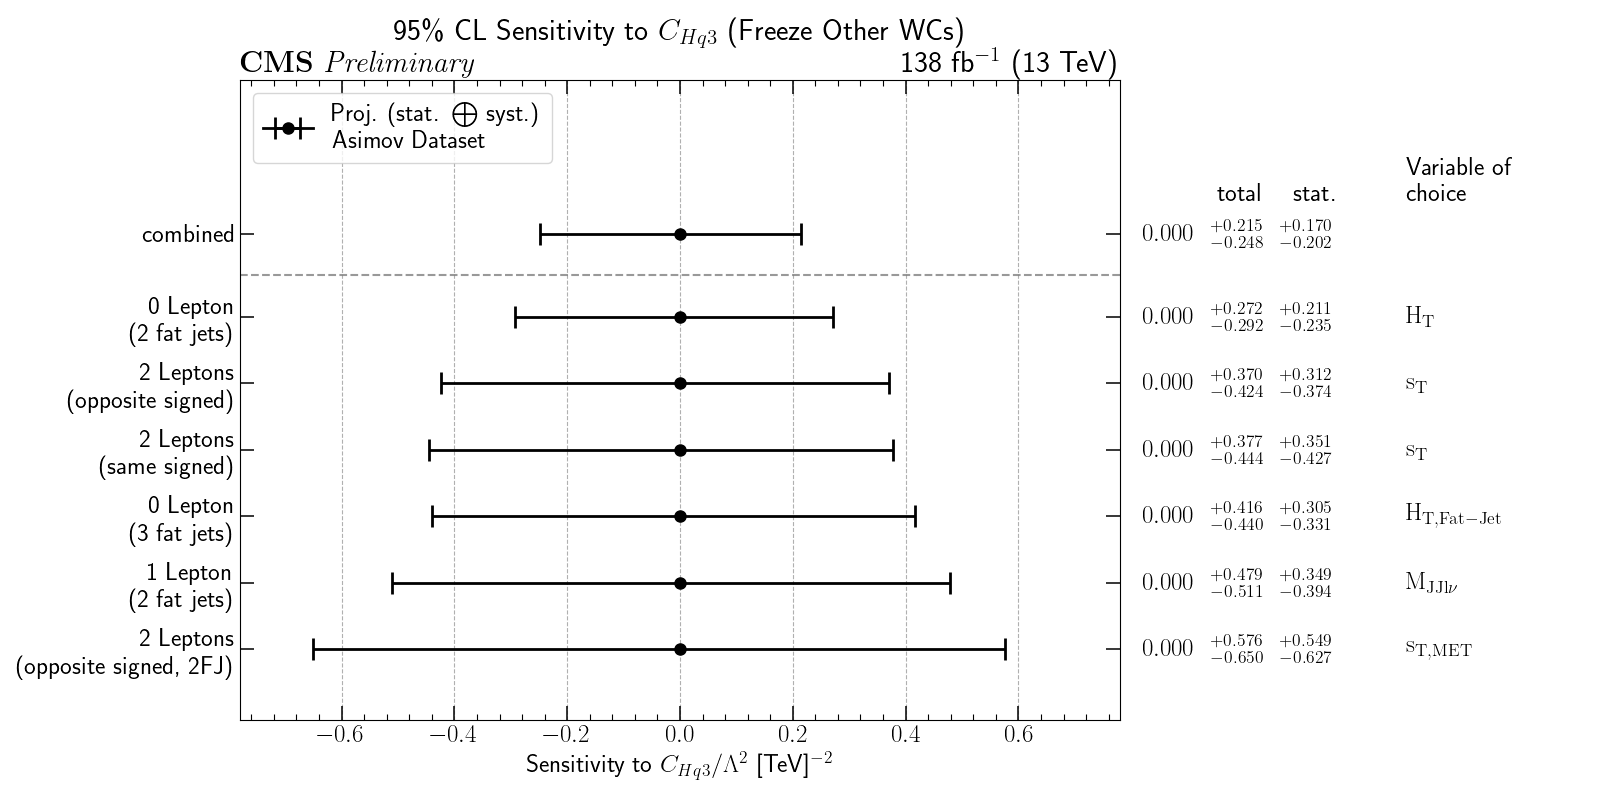 95% CL Sensitivity to C_{Hq3} (Freeze Other WCs)
CMS Preliminary 138 fb^{-1} (13 TeV)
Proj. (stat. ⨁ syst.)
Asimov Dataset
Variable of
total stat. choice
combined 0.000 +0.215 −0.248 +0.170 −0.202
0 Lepton
(2 fat jets) 0.000 +0.272 −0.292 +0.211 −0.235 H_T
2 Leptons
(opposite signed) 0.000 +0.370 −0.424 +0.312 −0.374 s_T
2 Leptons
(same signed) 0.000 +0.377 −0.444 +0.351 −0.427 s_T
0 Lepton
(3 fat jets) 0.000 +0.416 −0.440 +0.305 −0.331 H_{T,Fat−Jet}
1 Lepton
(2 fat jets) 0.000 +0.479 −0.511 +0.349 −0.394 M_{JJlν}
2 Leptons
(opposite signed, 2FJ) 0.000 +0.576 −0.650 +0.549 −0.627 s_{T,MET}
−0.6 −0.4 −0.2 0.0 0.2 0.4 0.6
Sensitivity to C_{Hq3}/Λ^2 [TeV]^{−2}